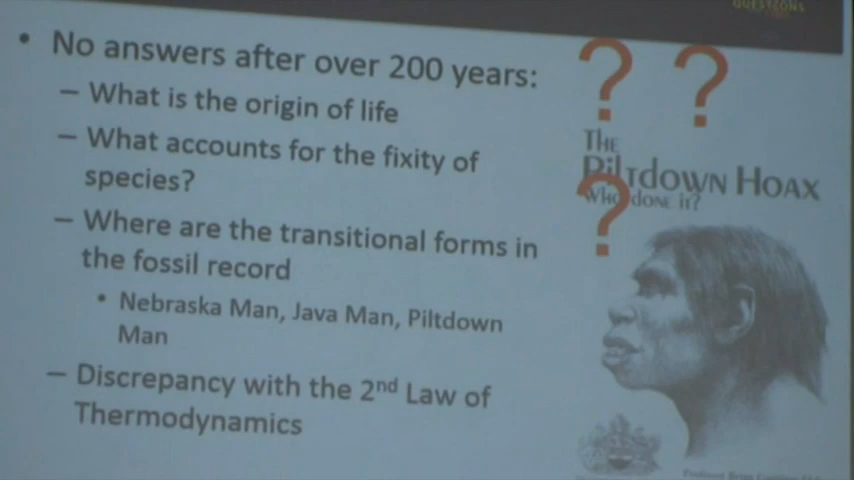 QUESTIONS
• No answers after over 200 years:
– What is the origin of life
– What accounts for the fixity of
species?
– Where are the transitional forms in
the fossil record
• Nebraska Man, Java Man, Piltdown
Man
– Discrepancy with the 2nd Law of
Thermodynamics
? ?
THE
PILTDOWN HOAX
WHO DONE IT?
?